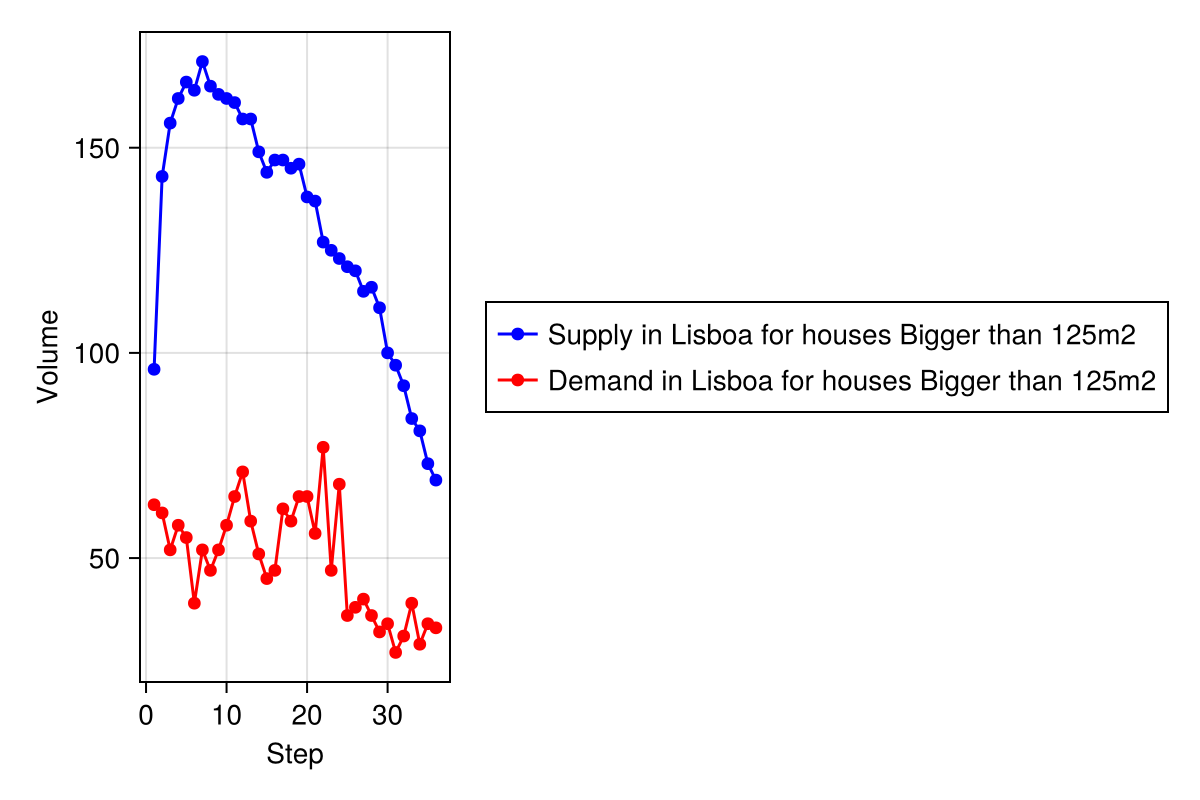 150
100
50
Volume
0 10 20 30
Step
Supply in Lisboa for houses Bigger than 125m2
Demand in Lisboa for houses Bigger than 125m2